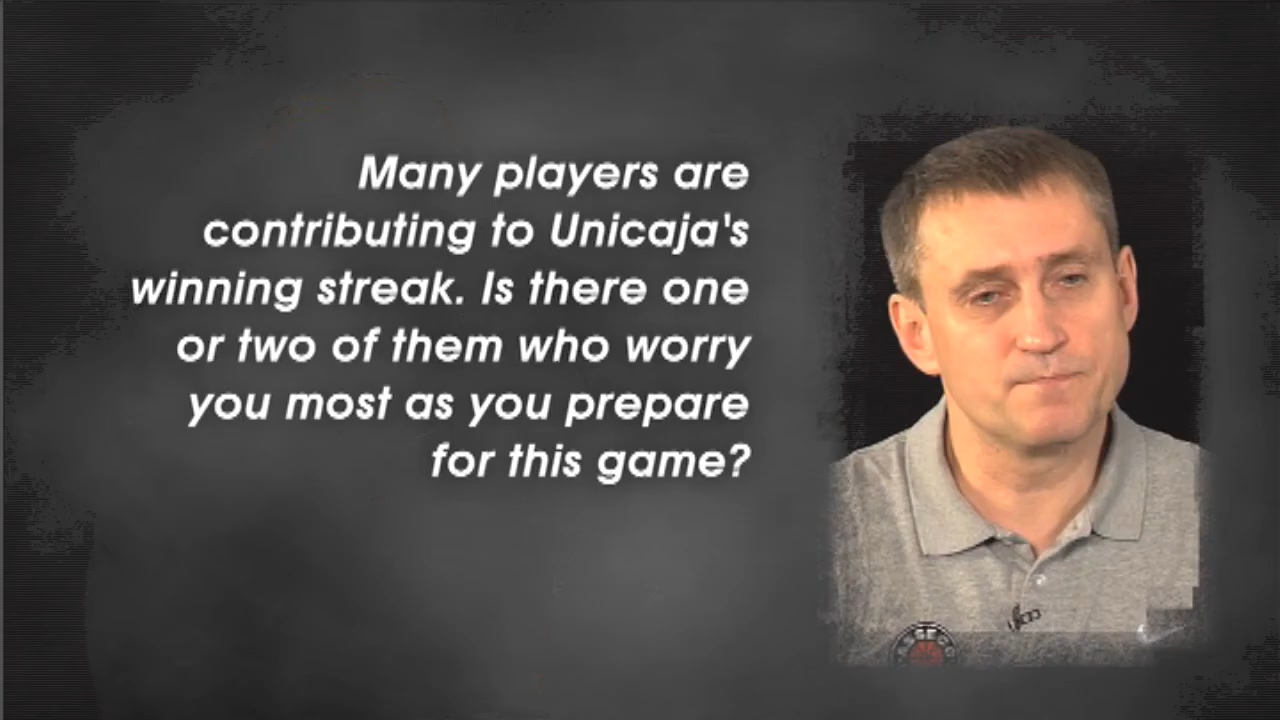 Many players are
contributing to Unicaja's
winning streak. Is there one
or two of them who worry
you most as you prepare
for this game?